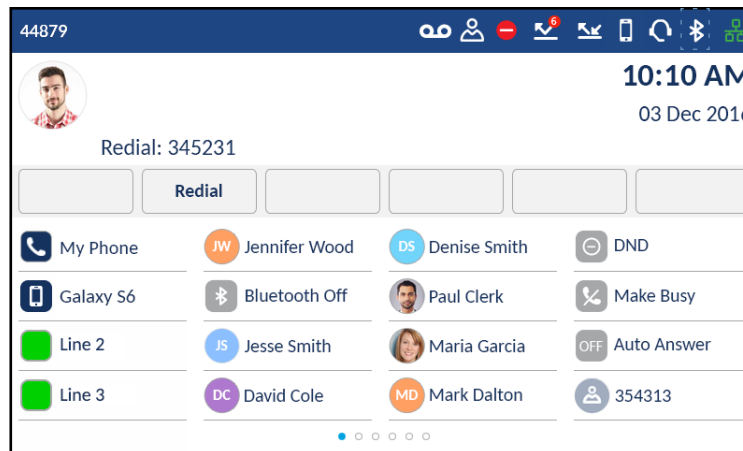 44879
6
10:10 AM
03 Dec 2016
Redial: 345231
Redial
My Phone
JW Jennifer Wood
DS Denise Smith
DND
Galaxy S6
Bluetooth Off
Paul Clerk
Make Busy
Line 2
JS Jesse Smith
Maria Garcia
OFF Auto Answer
Line 3
DC David Cole
MD Mark Dalton
354313